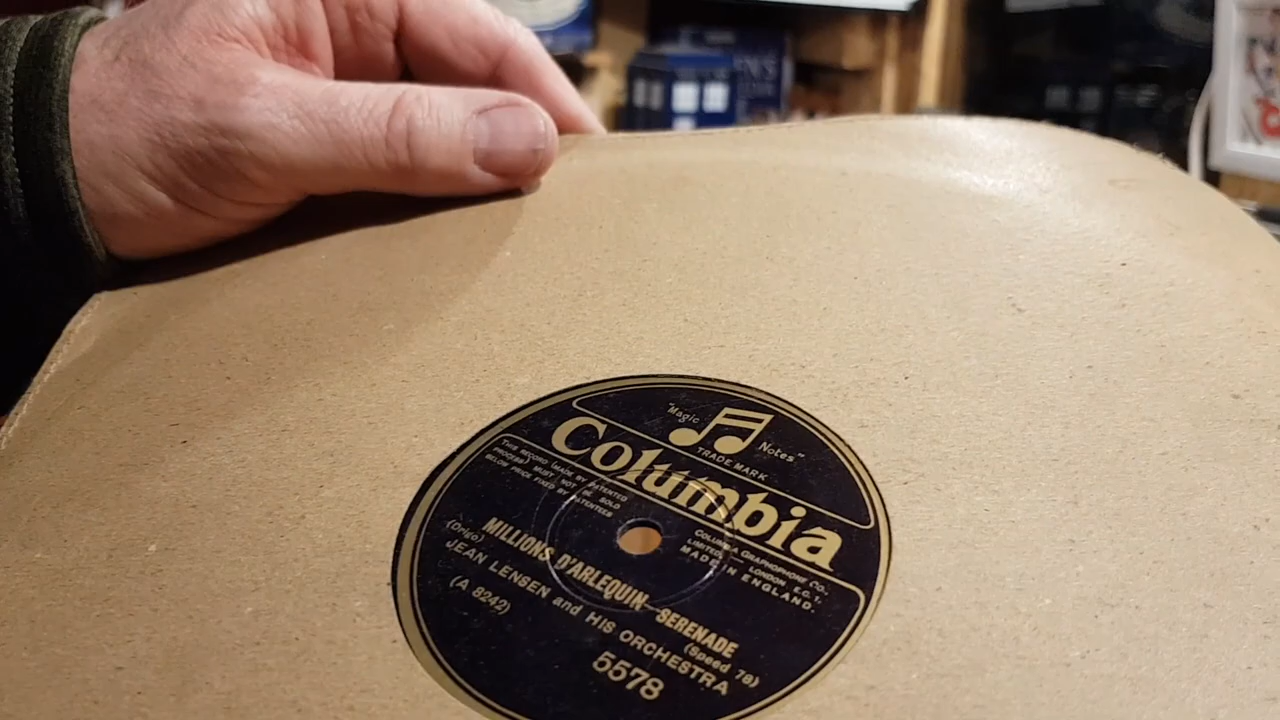 "Magic Notes"
TRADE MARK
Columbia
THIS RECORD (MADE BY PATENTED
PROCESS) MUST NOT BE SOLD
BELOW PRICE FIXED BY PATENTEES
COLUMBIA GRAPHOPHONE CO.,
LIMITED, LONDON E.C.1.
MADE IN ENGLAND.
MILLIONS D'ARLEQUIN—SERENADE
(Drigo) (Speed 78)
JEAN LENSEN and HIS ORCHESTRA
(A 8242)
5578